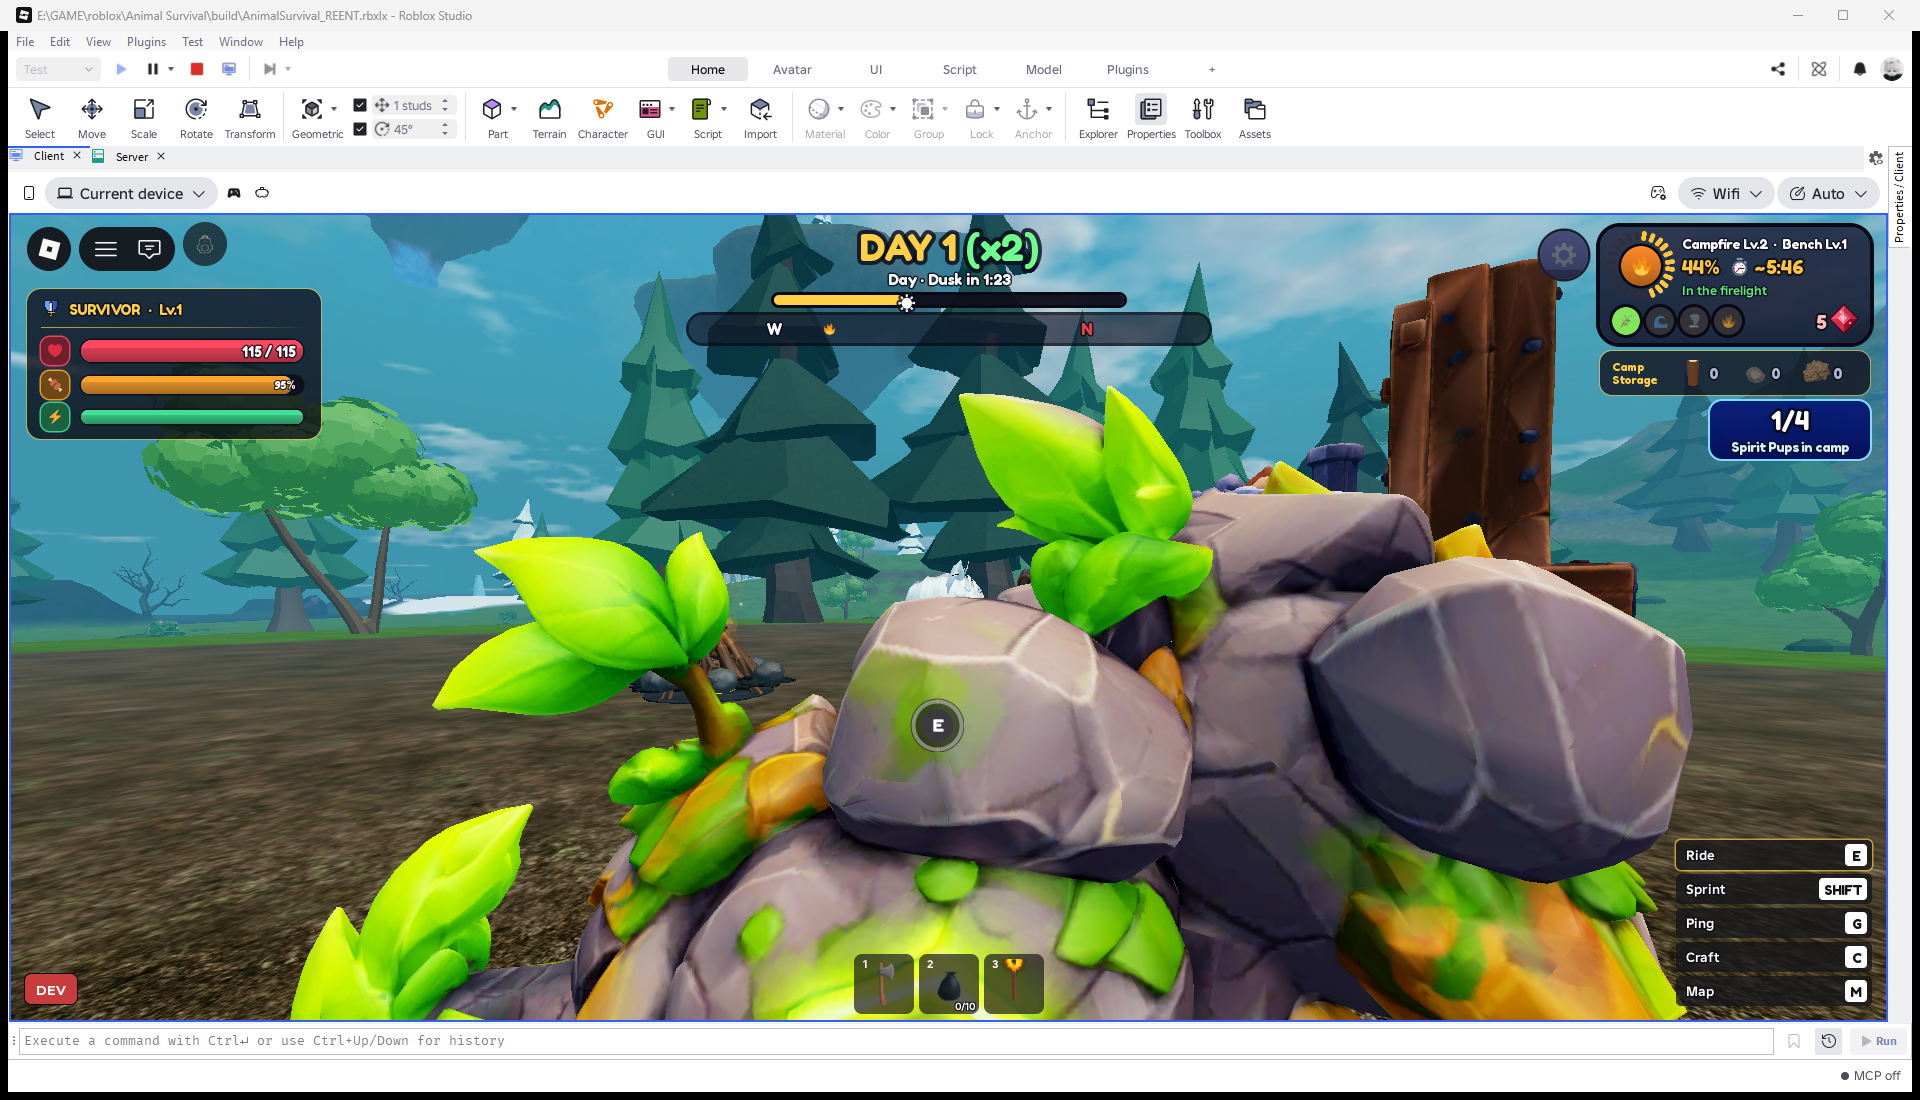 E:\GAME\roblox\Animal Survival\build\AnimalSurvival_REENT.rbxlx - Roblox Studio
File Edit View Plugins Test Window Help
Test
Home Avatar UI Script Model Plugins +
Select Move Scale Rotate Transform Geometric 1 studs 45° Part Terrain Character GUI Script Import Material Color Group Lock Anchor Explorer Properties Toolbox Assets
Client Server
Properties / Client
Current device
Wifi Auto
DAY 1 (x2)
Day · Dusk in 1:23
W N
SURVIVOR · Lv.1
115 / 115
95%
Campfire Lv.2 · Bench Lv.1
44% ~5:46
In the firelight
5
Camp Storage 0 0 0
1/4
Spirit Pups in camp
E
Ride E
Sprint SHIFT
Ping G
Craft C
Map M
DEV
1 2 3
0/10
Execute a command with Ctrl↵ or use Ctrl+Up/Down for history
Run
MCP off